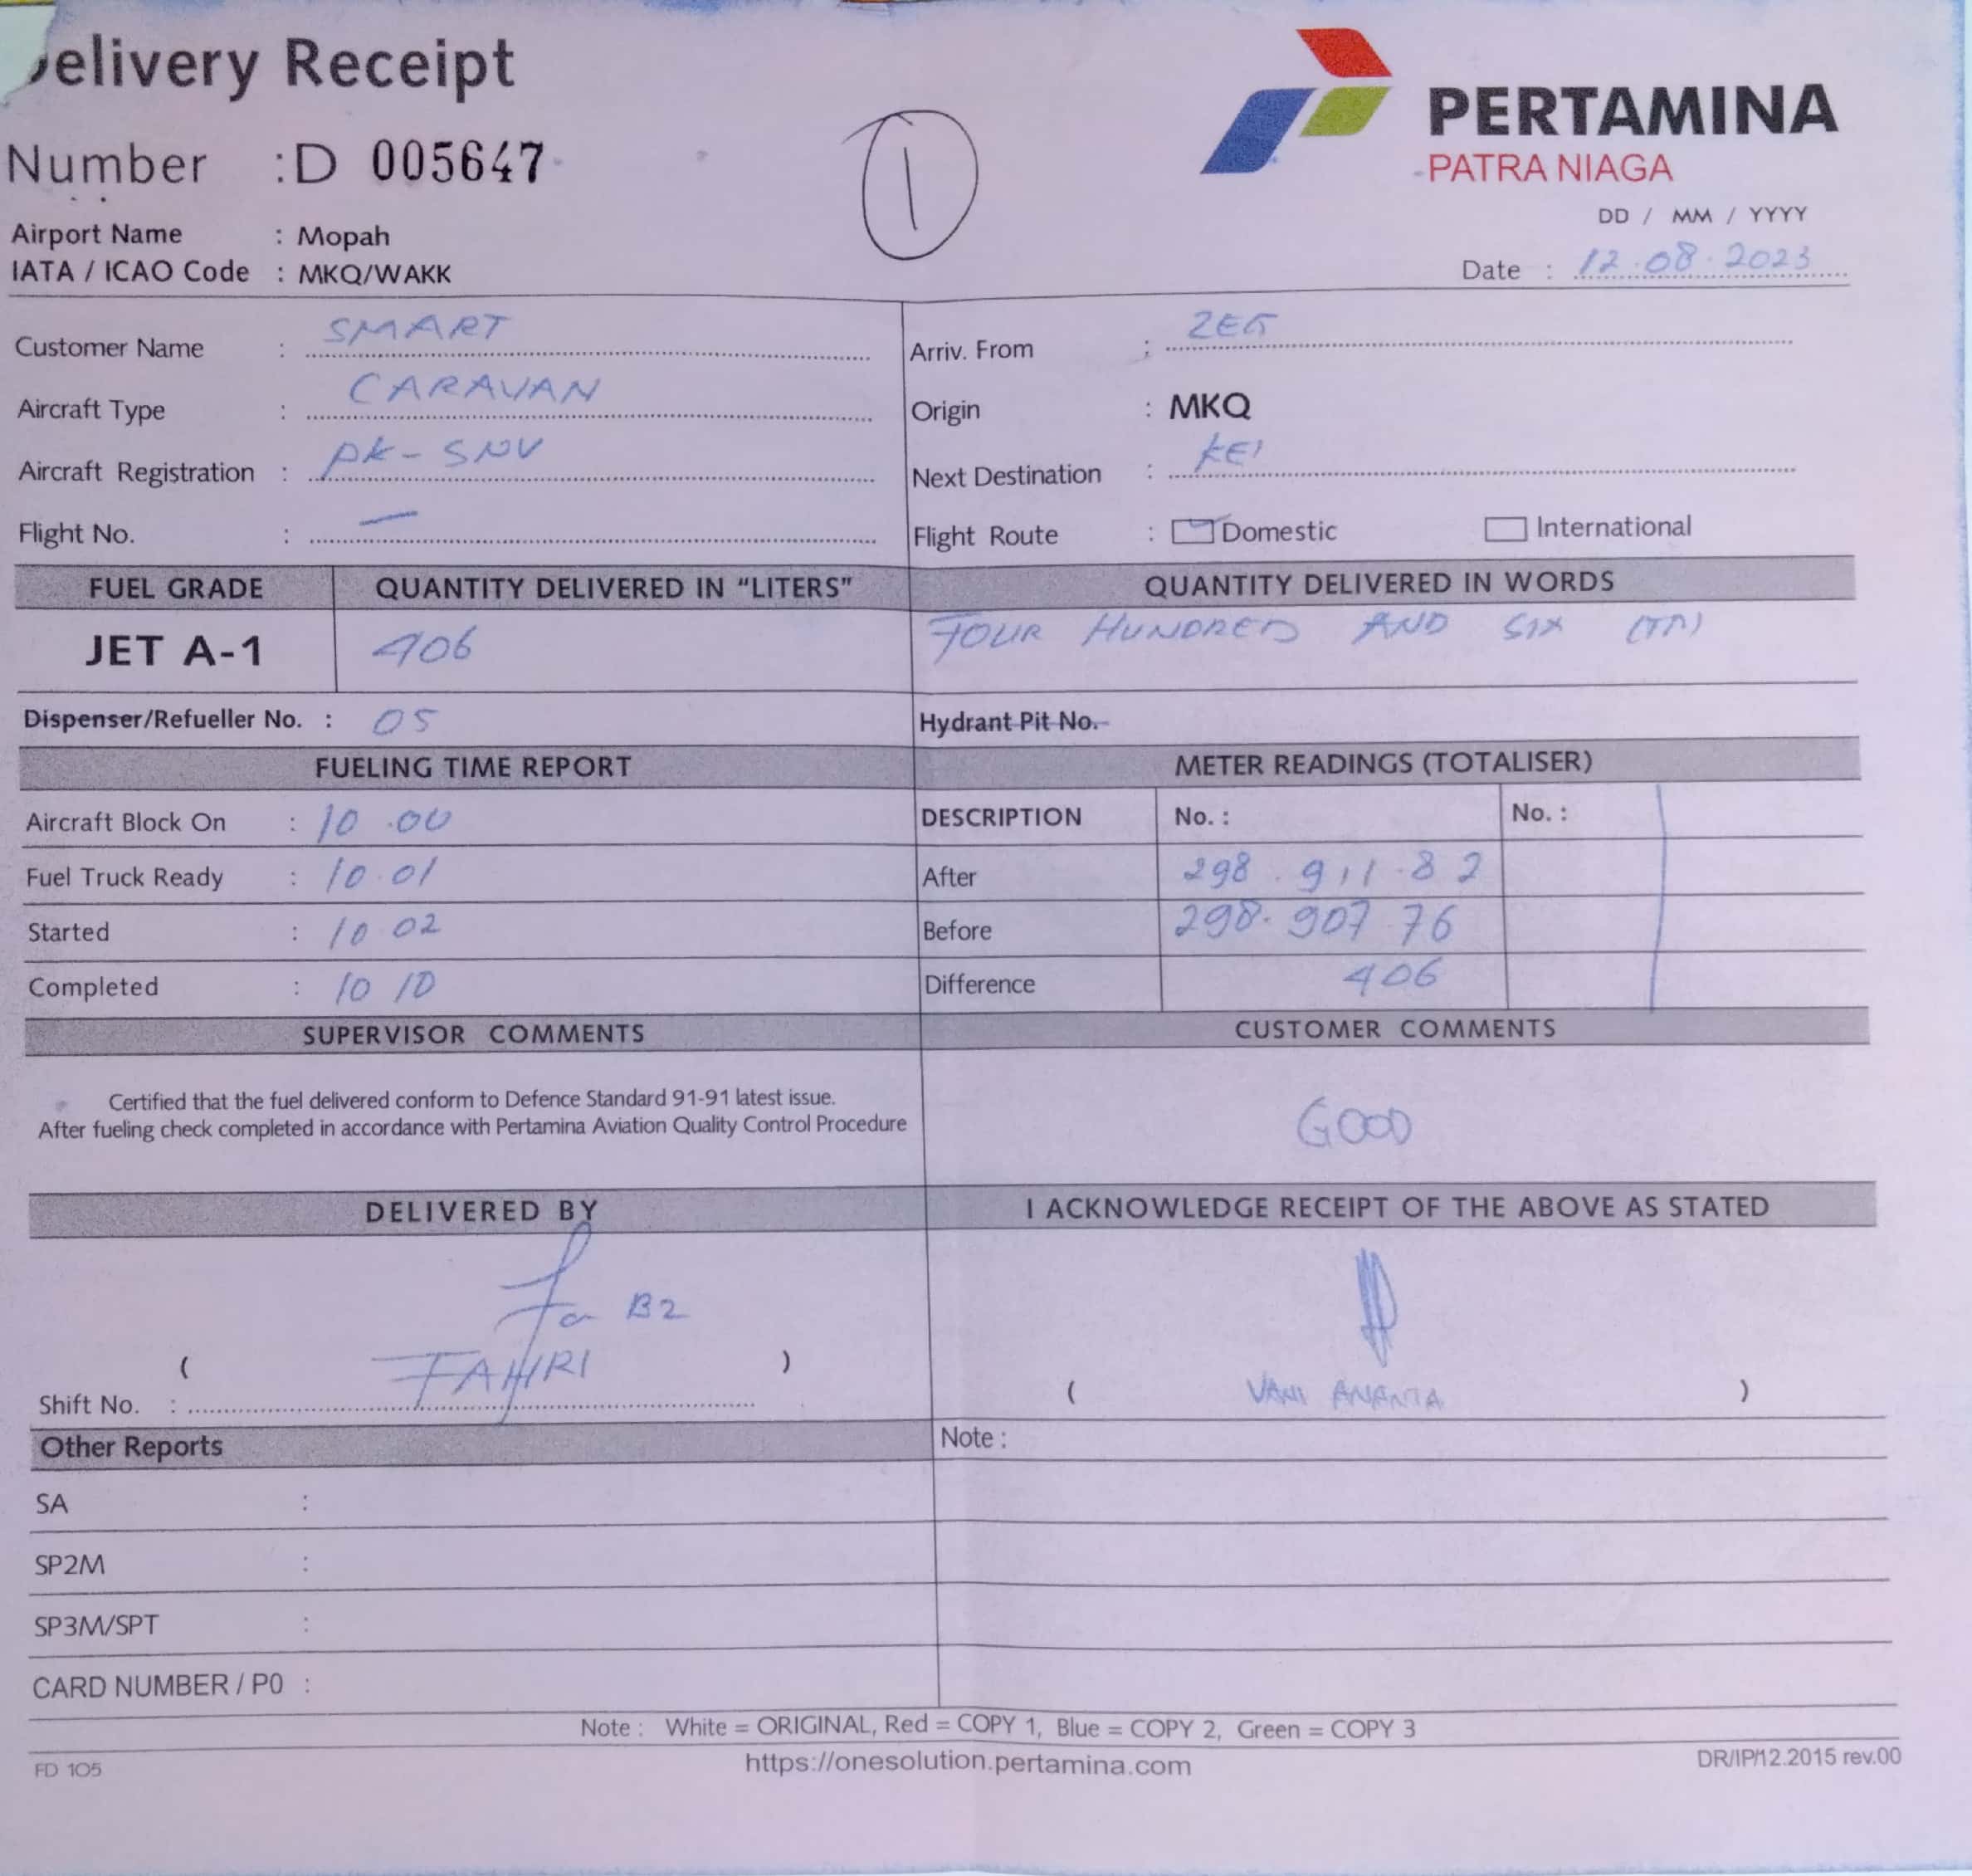 elivery Receipt
Number : D 005647
1
PERTAMINA
PATRA NIAGA
Airport Name : Mopah
IATA / ICAO Code : MKQ/WAKK
DD / MM / YYYY
Date : 12.08.2023
Customer Name : SMART
Arriv. From : ZEG
Aircraft Type : CARAVAN
Origin : MKQ
Aircraft Registration : PK-SNV
Next Destination : KEI
Flight No. : —
Flight Route : Domestic International
FUEL GRADE QUANTITY DELIVERED IN “LITERS” QUANTITY DELIVERED IN WORDS
JET A-1 406 FOUR HUNDRED AND SIX
Dispenser/Refueller No. : 05
Hydrant Pit No.
FUELING TIME REPORT METER READINGS (TOTALISER)
Aircraft Block On : 10.00
DESCRIPTION No. : No. :
Fuel Truck Ready : 10.01
After 298.911.82
Started : 10 02
Before 298.907 76
Completed : 10 10
Difference 406
SUPERVISOR COMMENTS CUSTOMER COMMENTS
Certified that the fuel delivered conform to Defence Standard 91-91 latest issue.
After fueling check completed in accordance with Pertamina Aviation Quality Control Procedure
GOOD
DELIVERED BY I ACKNOWLEDGE RECEIPT OF THE ABOVE AS STATED
B2
( FAHRI )
( VANI ANANTA )
Shift No. :
Other Reports
Note :
SA :
SP2M :
SP3M/SPT :
CARD NUMBER / P0 :
Note : White = ORIGINAL, Red = COPY 1, Blue = COPY 2, Green = COPY 3
FD 105 https://onesolution.pertamina.com DR/IP/12.2015 rev.00